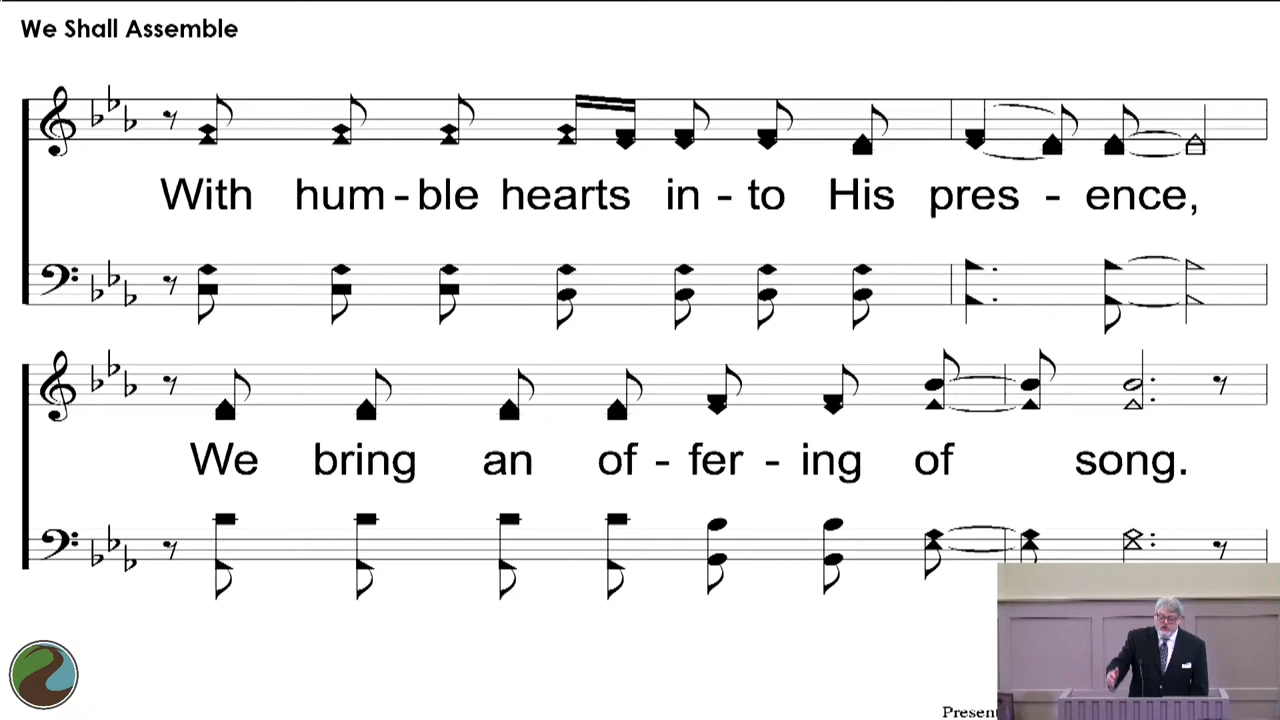 We Shall Assemble
With hum - ble hearts in - to His pres - ence,
We bring an of - fer - ing of song.